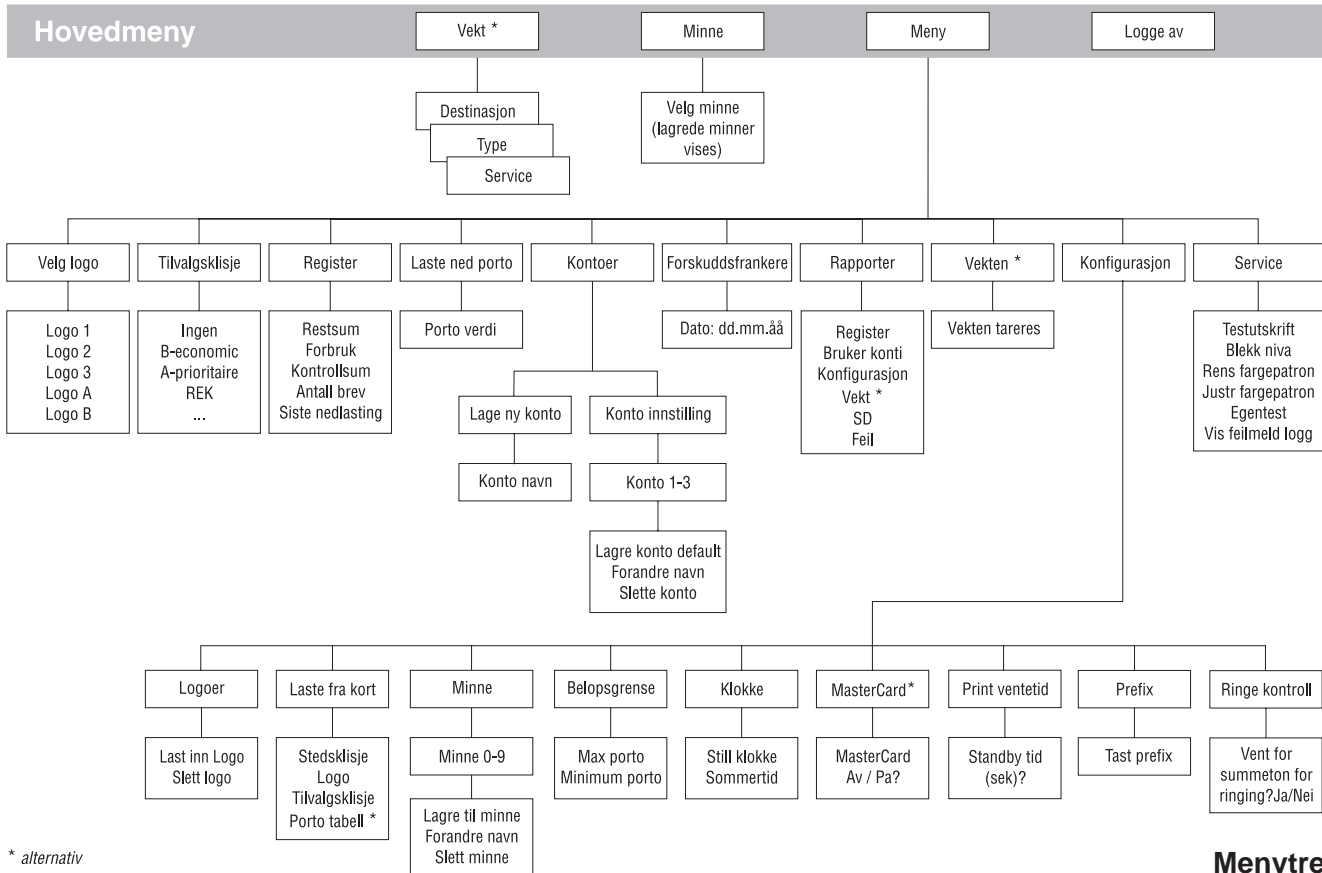 Hovedmeny
Vekt *
Minne
Meny
Logge av
Destinasjon
Type
Service
Velg minne
(lagrede minner
vises)
Velg logo
Tilvalgsklisje
Register
Laste ned porto
Kontoer
Forskuddsfrankere
Rapporter
Vekten *
Konfigurasjon
Service
Logo 1
Logo 2
Logo 3
Logo A
Logo B
Ingen
B-economic
A-prioritaire
REK
...
Restsum
Forbruk
Kontrollsum
Antall brev
Siste nedlasting
Porto verdi
Dato: dd.mm.åå
Register
Bruker konti
Konfigurasjon
Vekt *
SD
Feil
Vekten tareres
Testutskrift
Blekk niva
Rens fargepatron
Justr fargepatron
Egentest
Vis feilmeld logg
Lage ny konto
Konto innstilling
Konto navn
Konto 1-3
Lagre konto default
Forandre navn
Slette konto
Logoer
Laste fra kort
Minne
Belopsgrense
Klokke
MasterCard *
Print ventetid
Prefix
Ringe kontroll
Last inn Logo
Slett logo
Stedsklisje
Logo
Tilvalgsklisje
Porto tabell *
Minne 0-9
Lagre til minne
Forandre navn
Slett minne
Max porto
Minimum porto
Still klokke
Sommertid
MasterCard
Av / Pa?
Standby tid
(sek)?
Tast prefix
Vent for
summeton for
ringing?Ja/Nei
* alternativ
Menytre